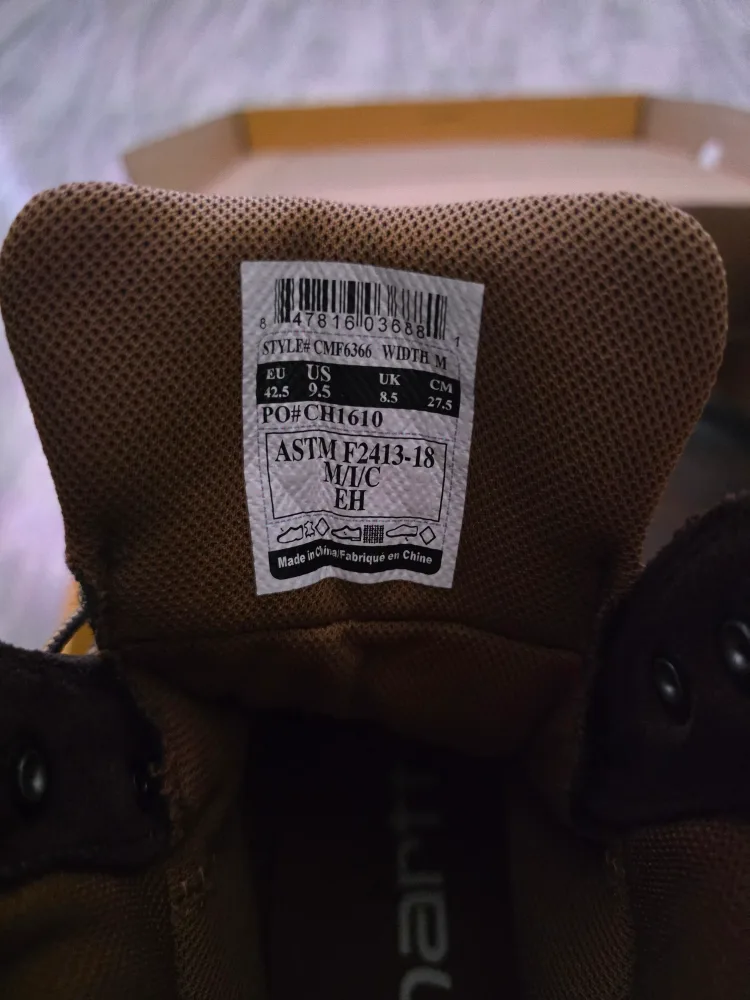 8 47816 03688 1
STYLE# CMF6366 WIDTH M
EU US UK CM
42.5 9.5 8.5 27.5
PO# CH1610
ASTM F2413-18
M/I/C
EH
Made in China/Fabriqué en Chine
hart